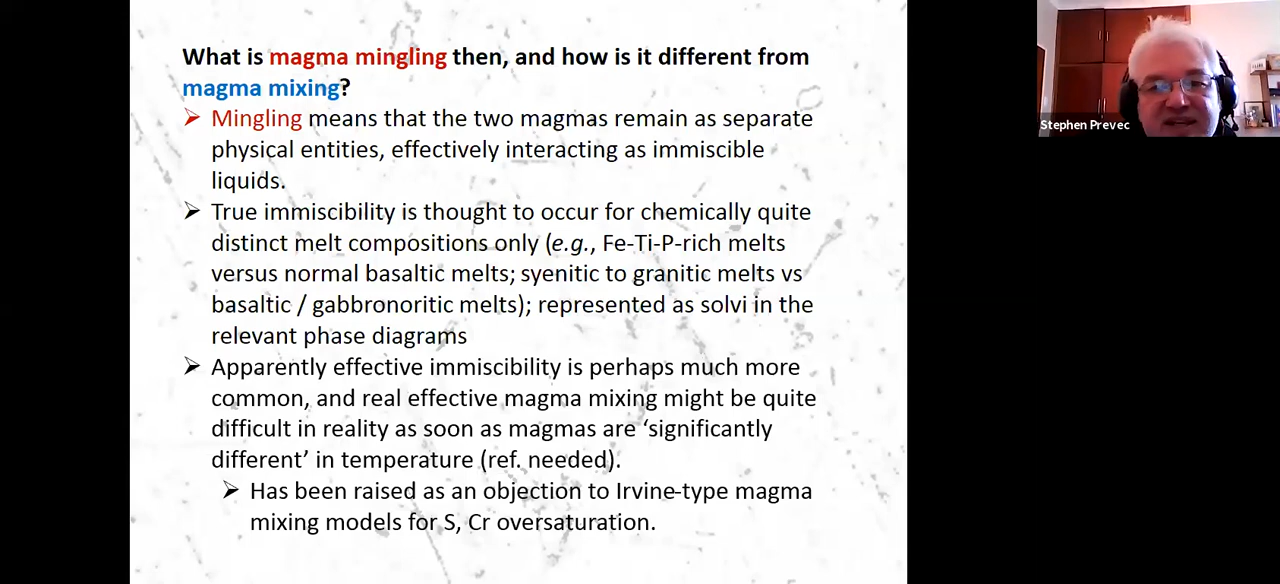 What is magma mingling then, and how is it different from
magma mixing?
➢ Mingling means that the two magmas remain as separate
physical entities, effectively interacting as immiscible
liquids.
➢ True immiscibility is thought to occur for chemically quite
distinct melt compositions only (e.g., Fe-Ti-P-rich melts
versus normal basaltic melts; syenitic to granitic melts vs
basaltic / gabbronoritic melts); represented as solvi in the
relevant phase diagrams
➢ Apparently effective immiscibility is perhaps much more
common, and real effective magma mixing might be quite
difficult in reality as soon as magmas are ‘significantly
different’ in temperature (ref. needed).
➢ Has been raised as an objection to Irvine-type magma
mixing models for S, Cr oversaturation.
Stephen Prevec